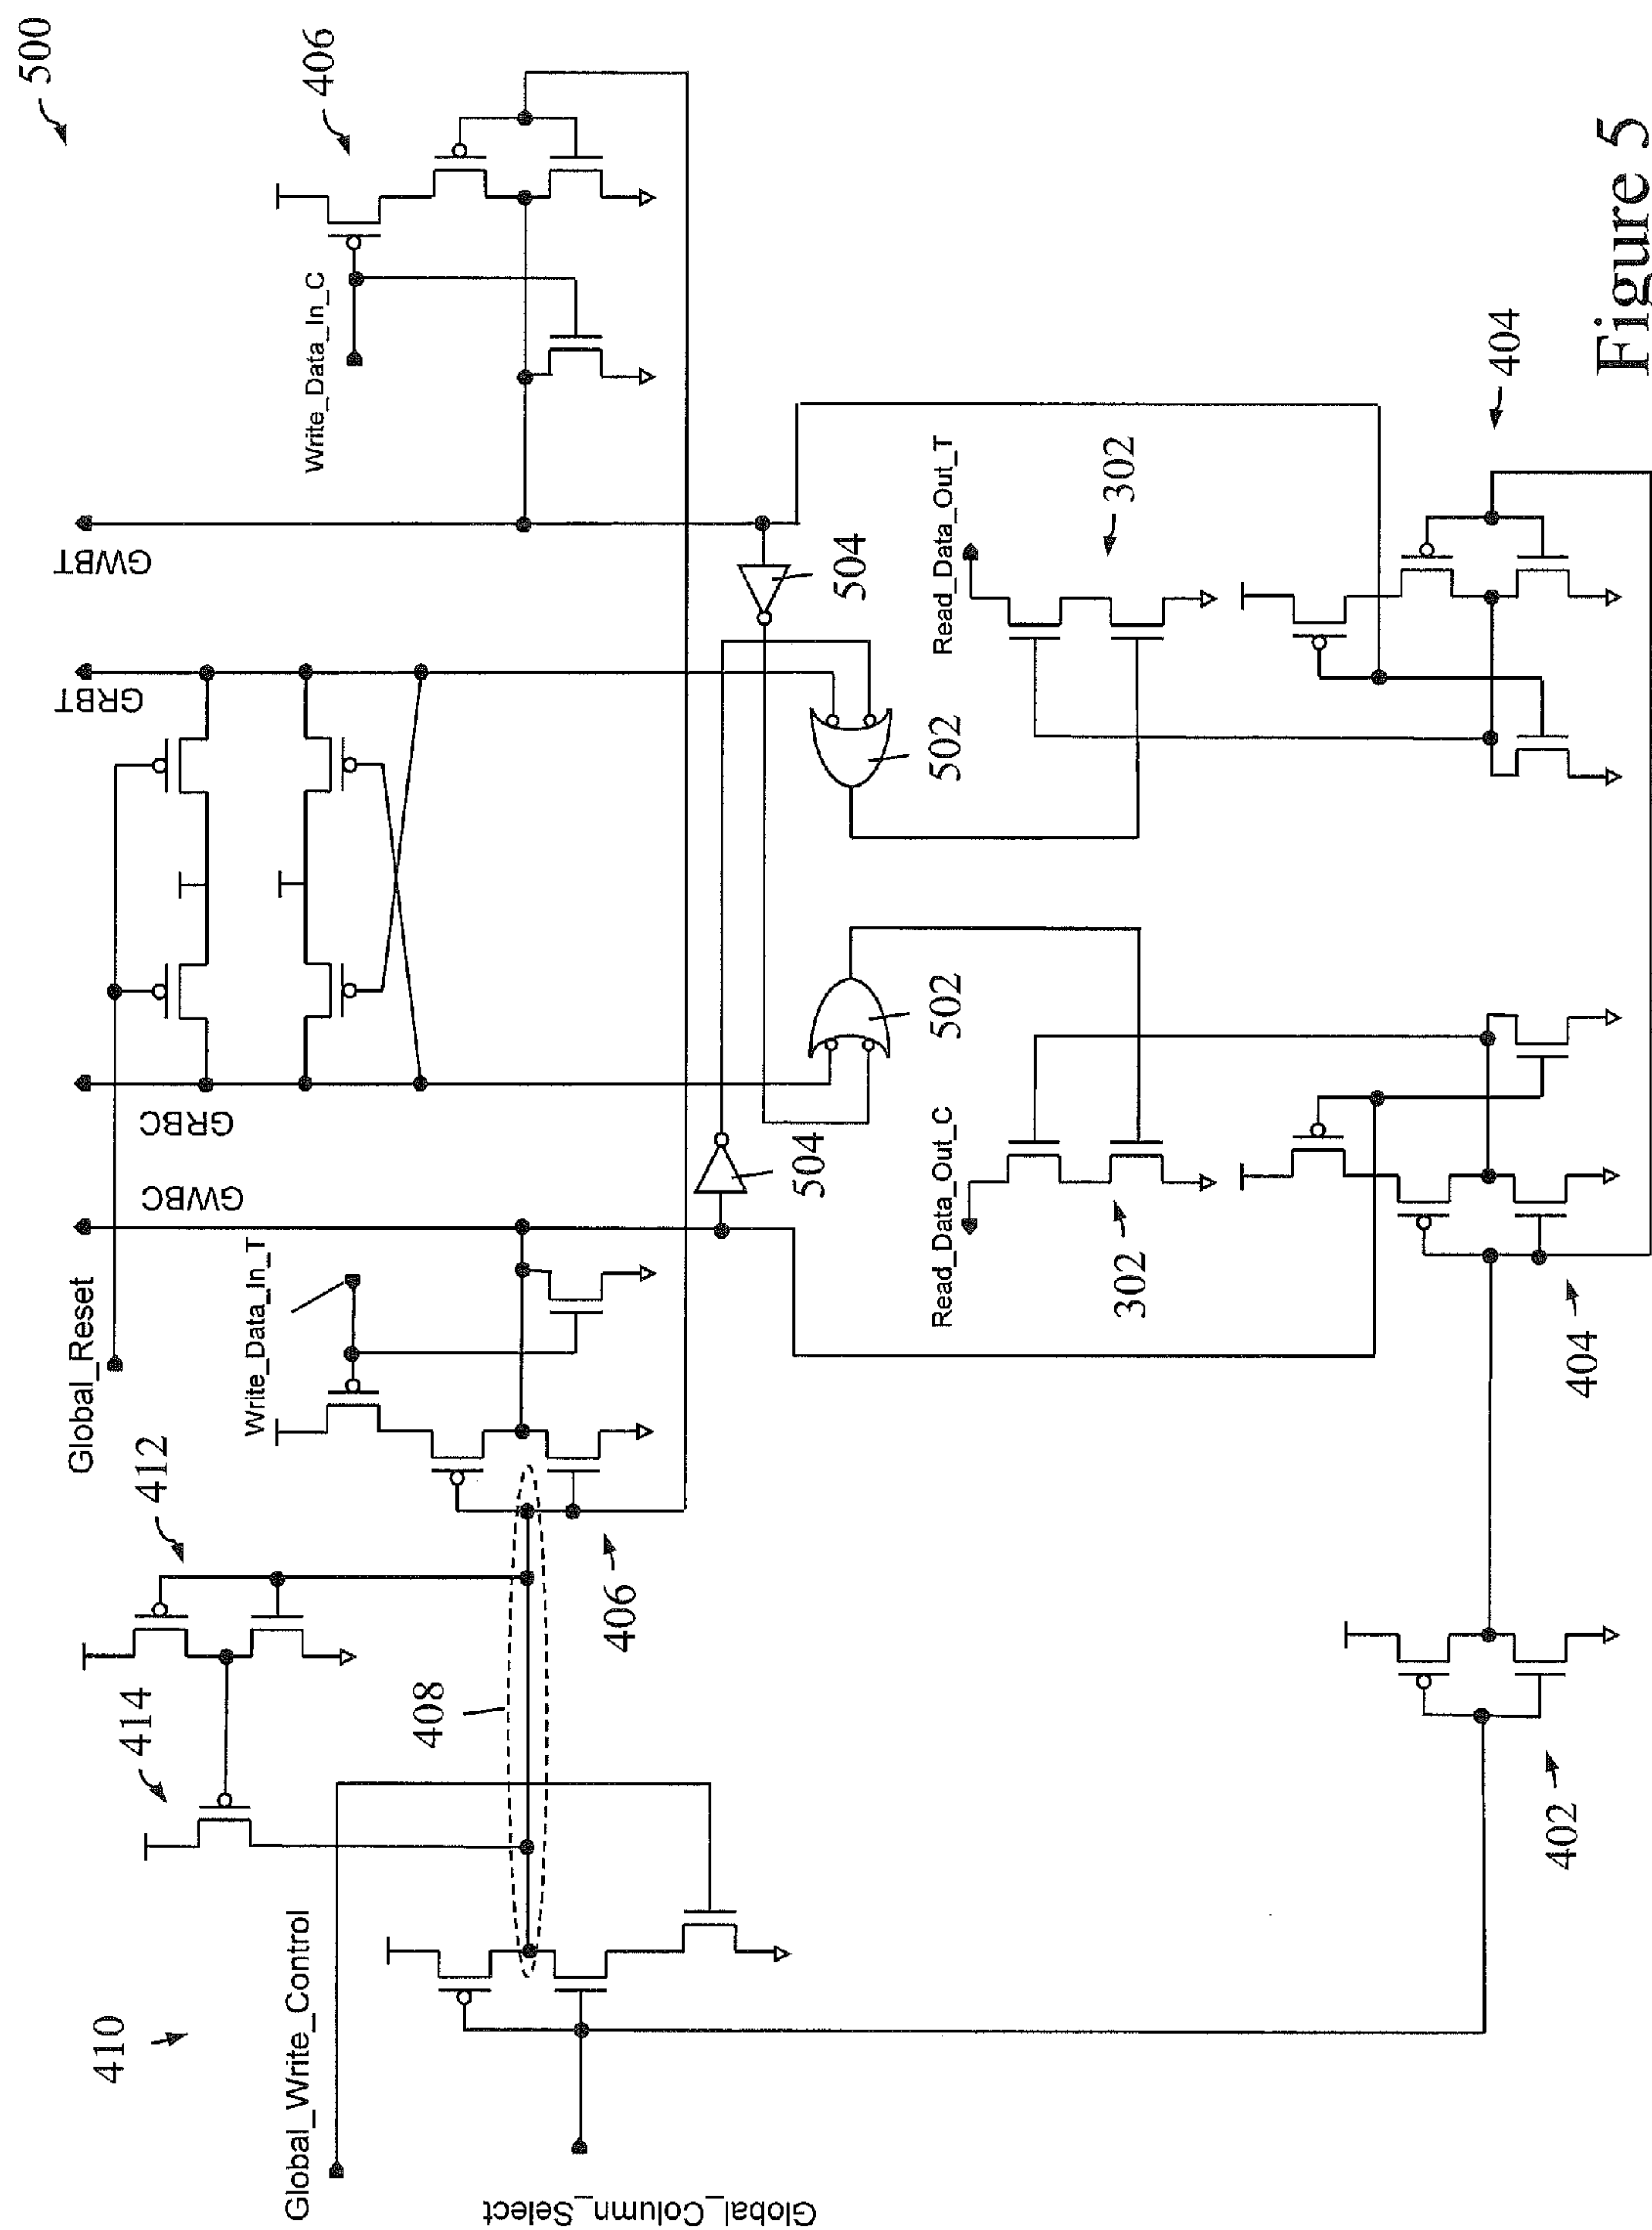 500
406
Write_Data_In_C
GWBT
GRBT
GRBC
GWBC
Global_Reset
Write_Data_In_T
412
414
408
406
410
Global_Write_Control
Global_Column_Select
504
504
502
502
Read_Data_Out_T
302
Read_Data_Out_C
302
404
404
402
Figure 5